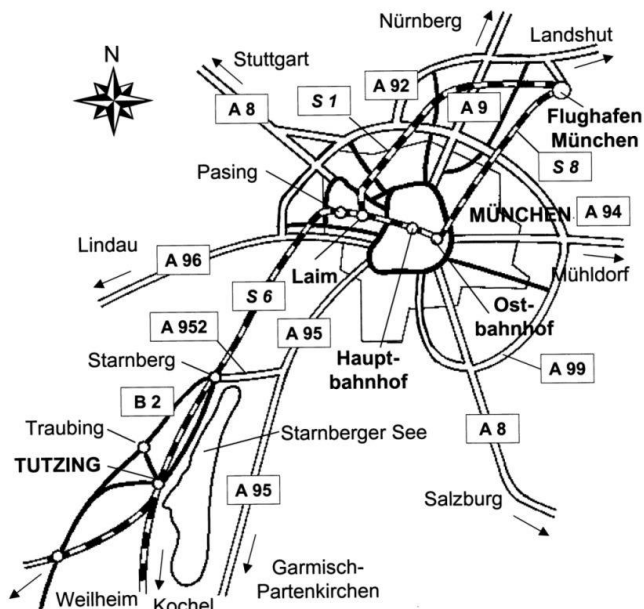 Nürnberg
Landshut
N
Stuttgart
A 92
S 1
A 9
A 8
Flughafen
München
S 8
Pasing
MÜNCHEN
A 94
Lindau
A 96
Laim
Mühldorf
S 6
Ost-
bahnhof
A 952
A 95
Haupt-
bahnhof
Starnberg
A 99
B 2
Traubing
Starnberger See
A 8
TUTZING
A 95
Salzburg
Garmisch-
Partenkirchen
Weilheim
Kochel